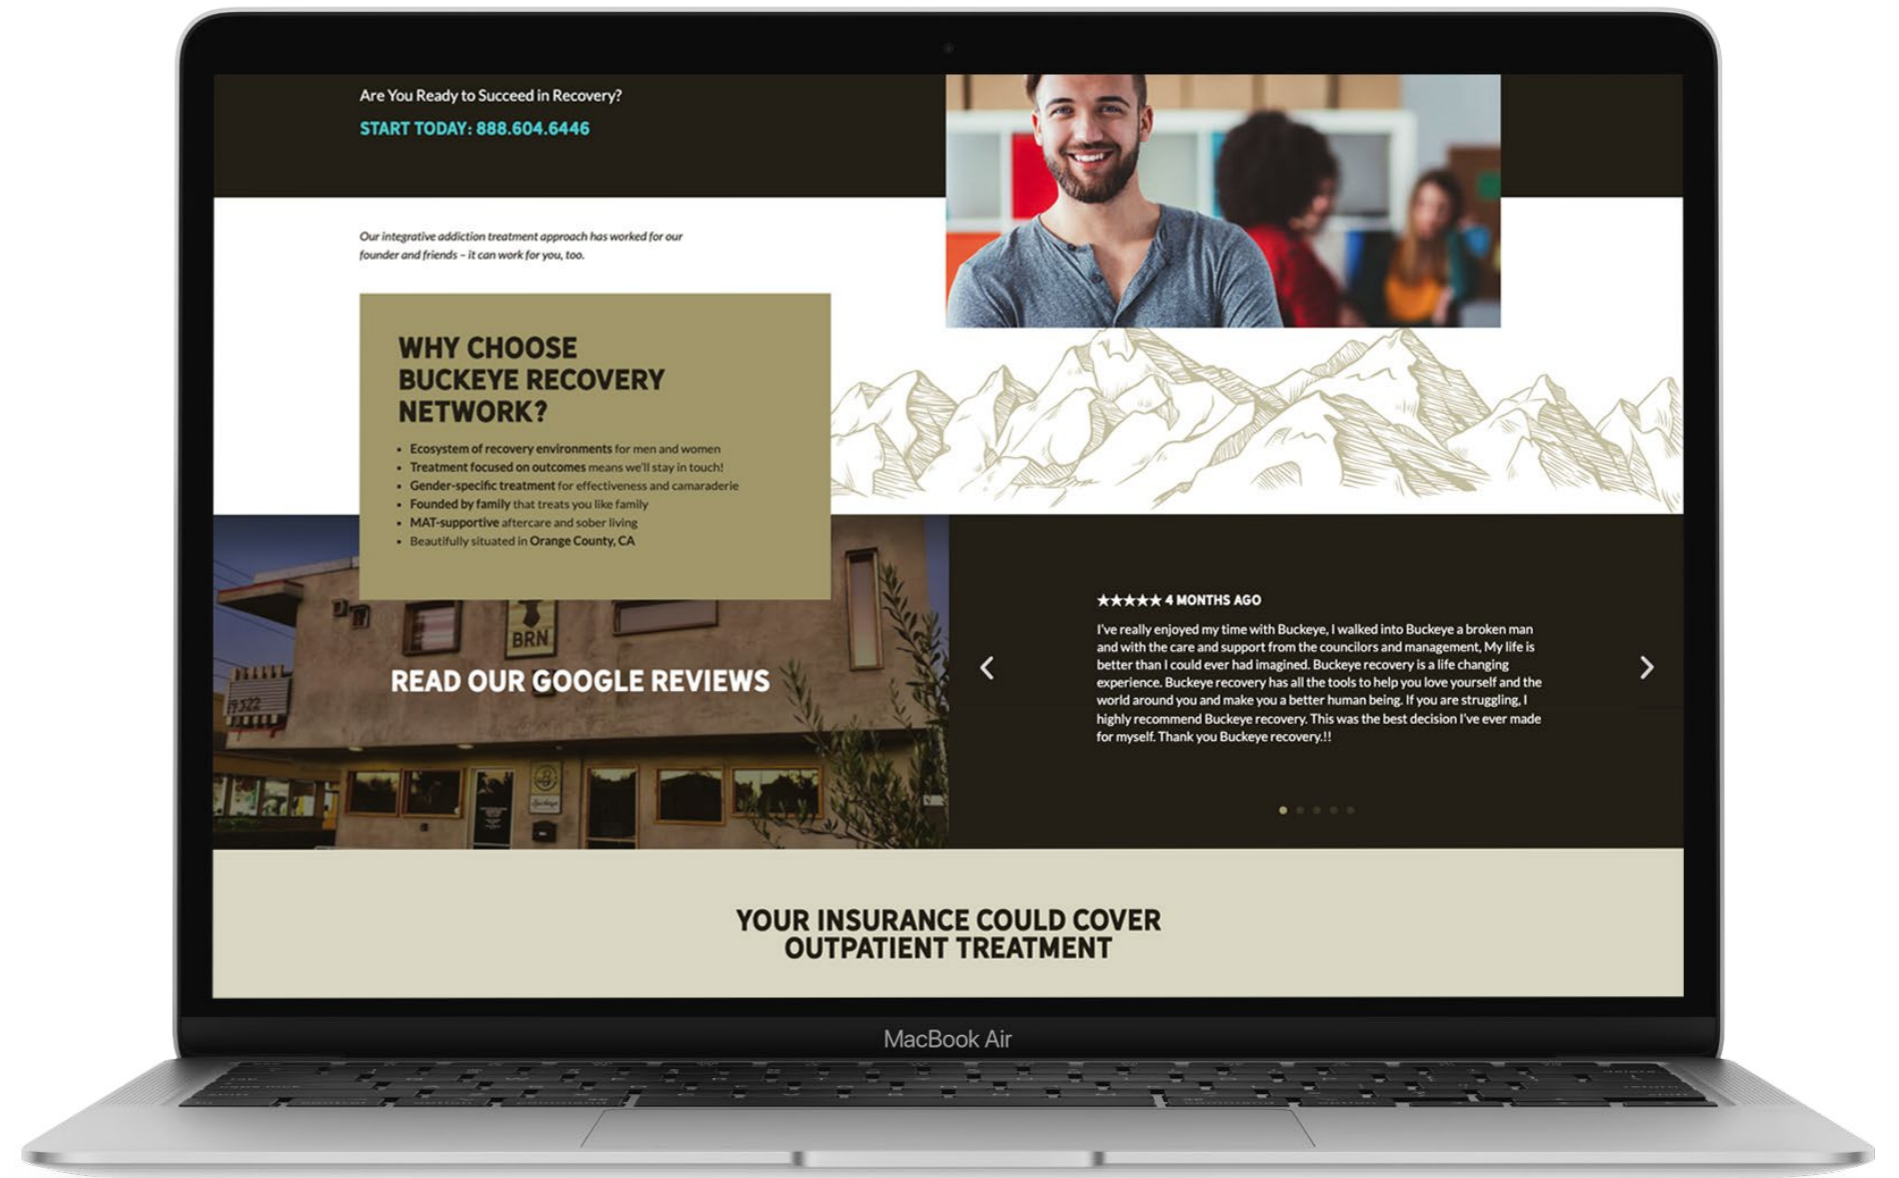 Are You Ready to Succeed in Recovery?
START TODAY: 888.604.6446
Our integrative addiction treatment approach has worked for our
founder and friends – it can work for you, too.
WHY CHOOSE
BUCKEYE RECOVERY
NETWORK?
• Ecosystem of recovery environments for men and women
• Treatment focused on outcomes means we'll stay in touch!
• Gender-specific treatment for effectiveness and camaraderie
• Founded by family that treats you like family
• MAT-supportive aftercare and sober living
• Beautifully situated in Orange County, CA
BRN
READ OUR GOOGLE REVIEWS
★★★★★ 4 MONTHS AGO
I've really enjoyed my time with Buckeye, I walked into Buckeye a broken man
and with the care and support from the councilors and management, My life is
better than I could ever had imagined. Buckeye recovery is a life changing
experience. Buckeye recovery has all the tools to help you love yourself and the
world around you and make you a better human being. If you are struggling, I
highly recommend Buckeye recovery. This was the best decision I've ever made
for myself. Thank you Buckeye recovery.!!
YOUR INSURANCE COULD COVER
OUTPATIENT TREATMENT
MacBook Air